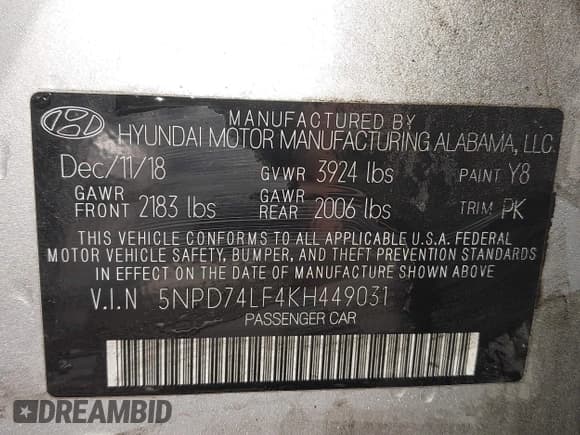 MANUFACTURED BY
HYUNDAI MOTOR MANUFACTURING ALABAMA, LLC.
Dec/11/18 GVWR 3924 lbs PAINT Y8
GAWR FRONT 2183 lbs GAWR REAR 2006 lbs TRIM PK
THIS VEHICLE CONFORMS TO ALL APPLICABLE U.S.A. FEDERAL
MOTOR VEHICLE SAFETY, BUMPER, AND THEFT PREVENTION STANDARDS
IN EFFECT ON THE DATE OF MANUFACTURE SHOWN ABOVE
V.I.N 5NPD74LF4KH449031
PASSENGER CAR
DREAMBID